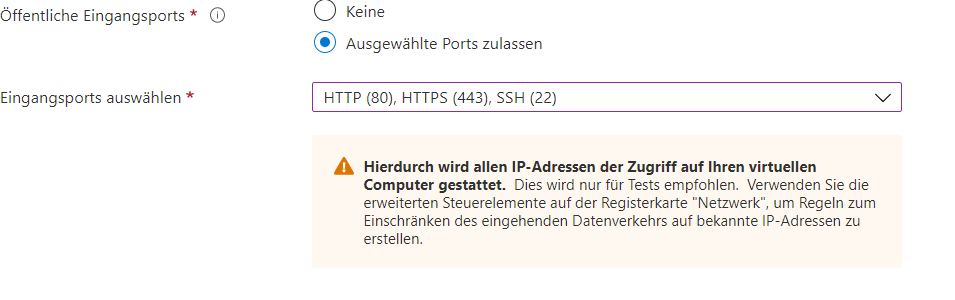 Öffentliche Eingangsports *
Keine
Ausgewählte Ports zulassen
Eingangsports auswählen *
HTTP (80), HTTPS (443), SSH (22)
Hierdurch wird allen IP-Adressen der Zugriff auf Ihren virtuellen
Computer gestattet. Dies wird nur für Tests empfohlen. Verwenden Sie die
erweiterten Steuerelemente auf der Registerkarte "Netzwerk", um Regeln zum
Einschränken des eingehenden Datenverkehrs auf bekannte IP-Adressen zu
erstellen.